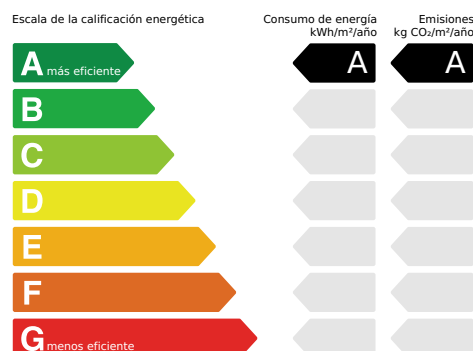 Escala de la calificación energética
Consumo de energía
kWh/m²/año
Emisiones
kg CO₂/m²/año
A más eficiente
A
A
B
C
D
E
F
G menos eficiente